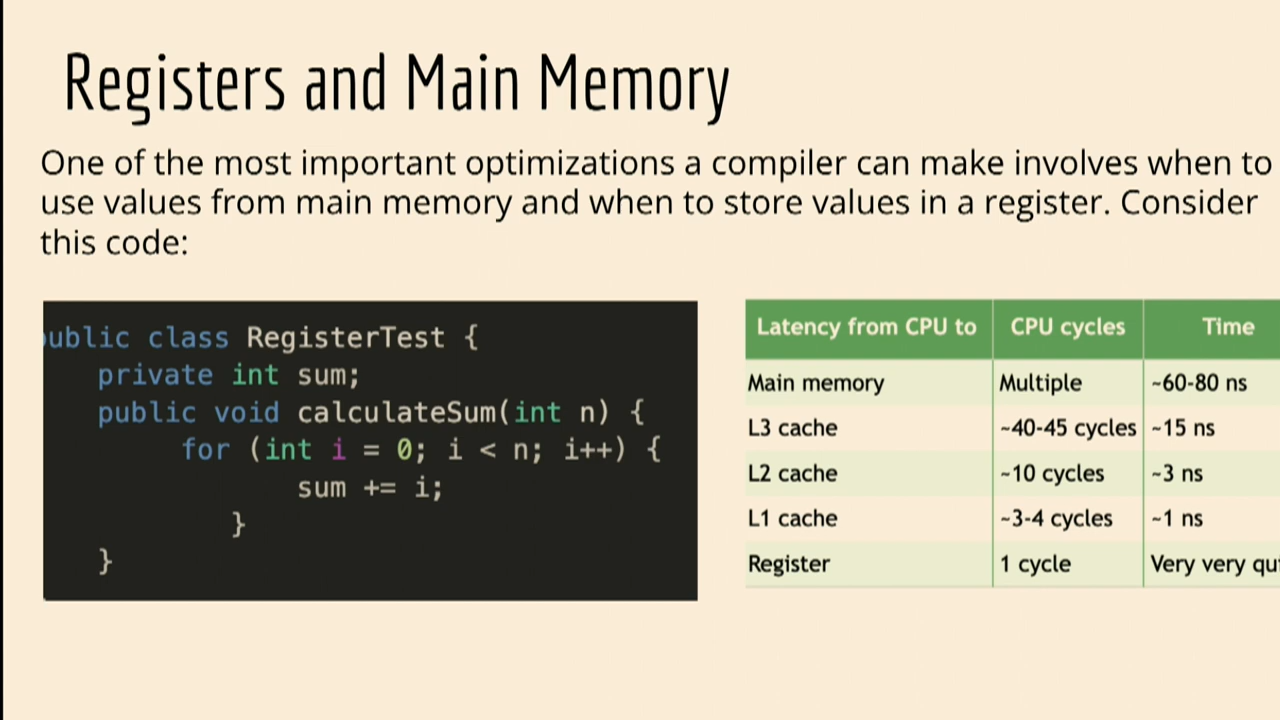 Registers and Main Memory
One of the most important optimizations a compiler can make involves when to
use values from main memory and when to store values in a register. Consider
this code:
ublic class RegisterTest {
private int sum;
public void calculateSum(int n) {
for (int i = 0; i < n; i++) {
sum += i;
}
}
Latency from CPU to CPU cycles Time
Main memory Multiple ~60-80 ns
L3 cache ~40-45 cycles ~15 ns
L2 cache ~10 cycles ~3 ns
L1 cache ~3-4 cycles ~1 ns
Register 1 cycle Very very qu